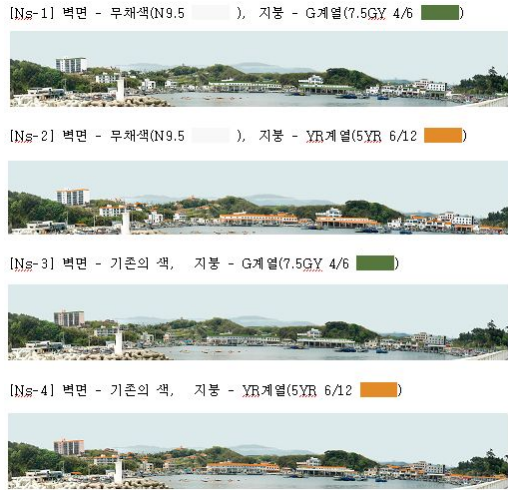 [Ns-1] 벽면 - 무채색(N9.5 ), 지붕 - G계열(7.5GY 4/6 )
[Ns-2] 벽면 - 무채색(N9.5 ), 지붕 - YR계열(5YR 6/12 )
[Ns-3] 벽면 - 기존의 색, 지붕 - G계열(7.5GY 4/6 )
[Ns-4] 벽면 - 기존의 색, 지붕 - YR계열(5YR 6/12 )